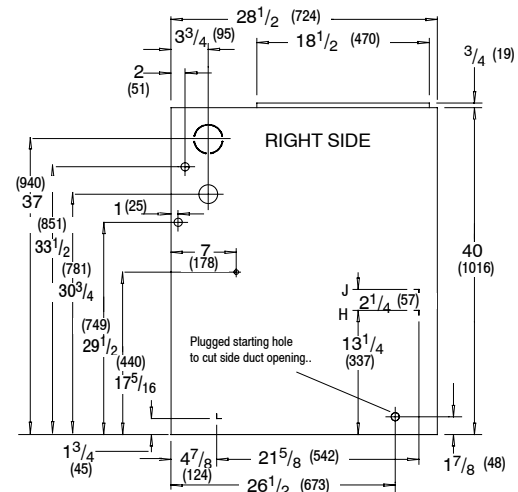 28 1/2 (724)
3 3/4 (95)
18 1/2 (470)
3/4 (19)
2
(51)
RIGHT SIDE
(940)
37
(851)
33 1/2
(781)
30 3/4
(749)
29 1/2
(440)
17 5/16
1 (25)
7
(178)
40
(1016)
J
2 1/4 (57)
H
13 1/4
(337)
Plugged starting hole
to cut side duct opening..
L
1 3/4
(45)
4 7/8
(124)
21 5/8 (542)
1 7/8 (48)
26 1/2 (673)